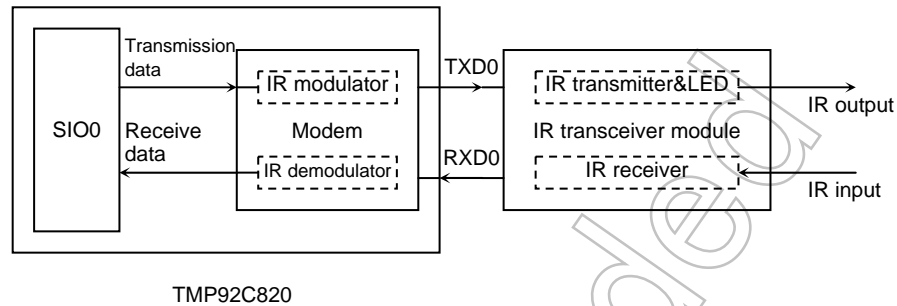 Transmission
data
IR modulator
TXD0
IR transmitter&LED
IR output
SIO0
Modem
IR transceiver module
Receive
data
RXD0
IR demodulator
IR receiver
IR input
TMP92C820
ded